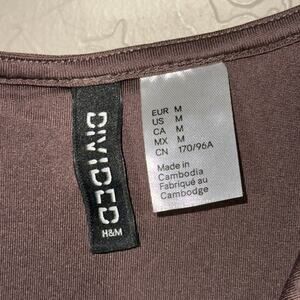 DIVIDED
H&M
EUR M
US M
CA M
MX M
CN 170/96A
Made in
Cambodia
Fabriqué au
Cambodge